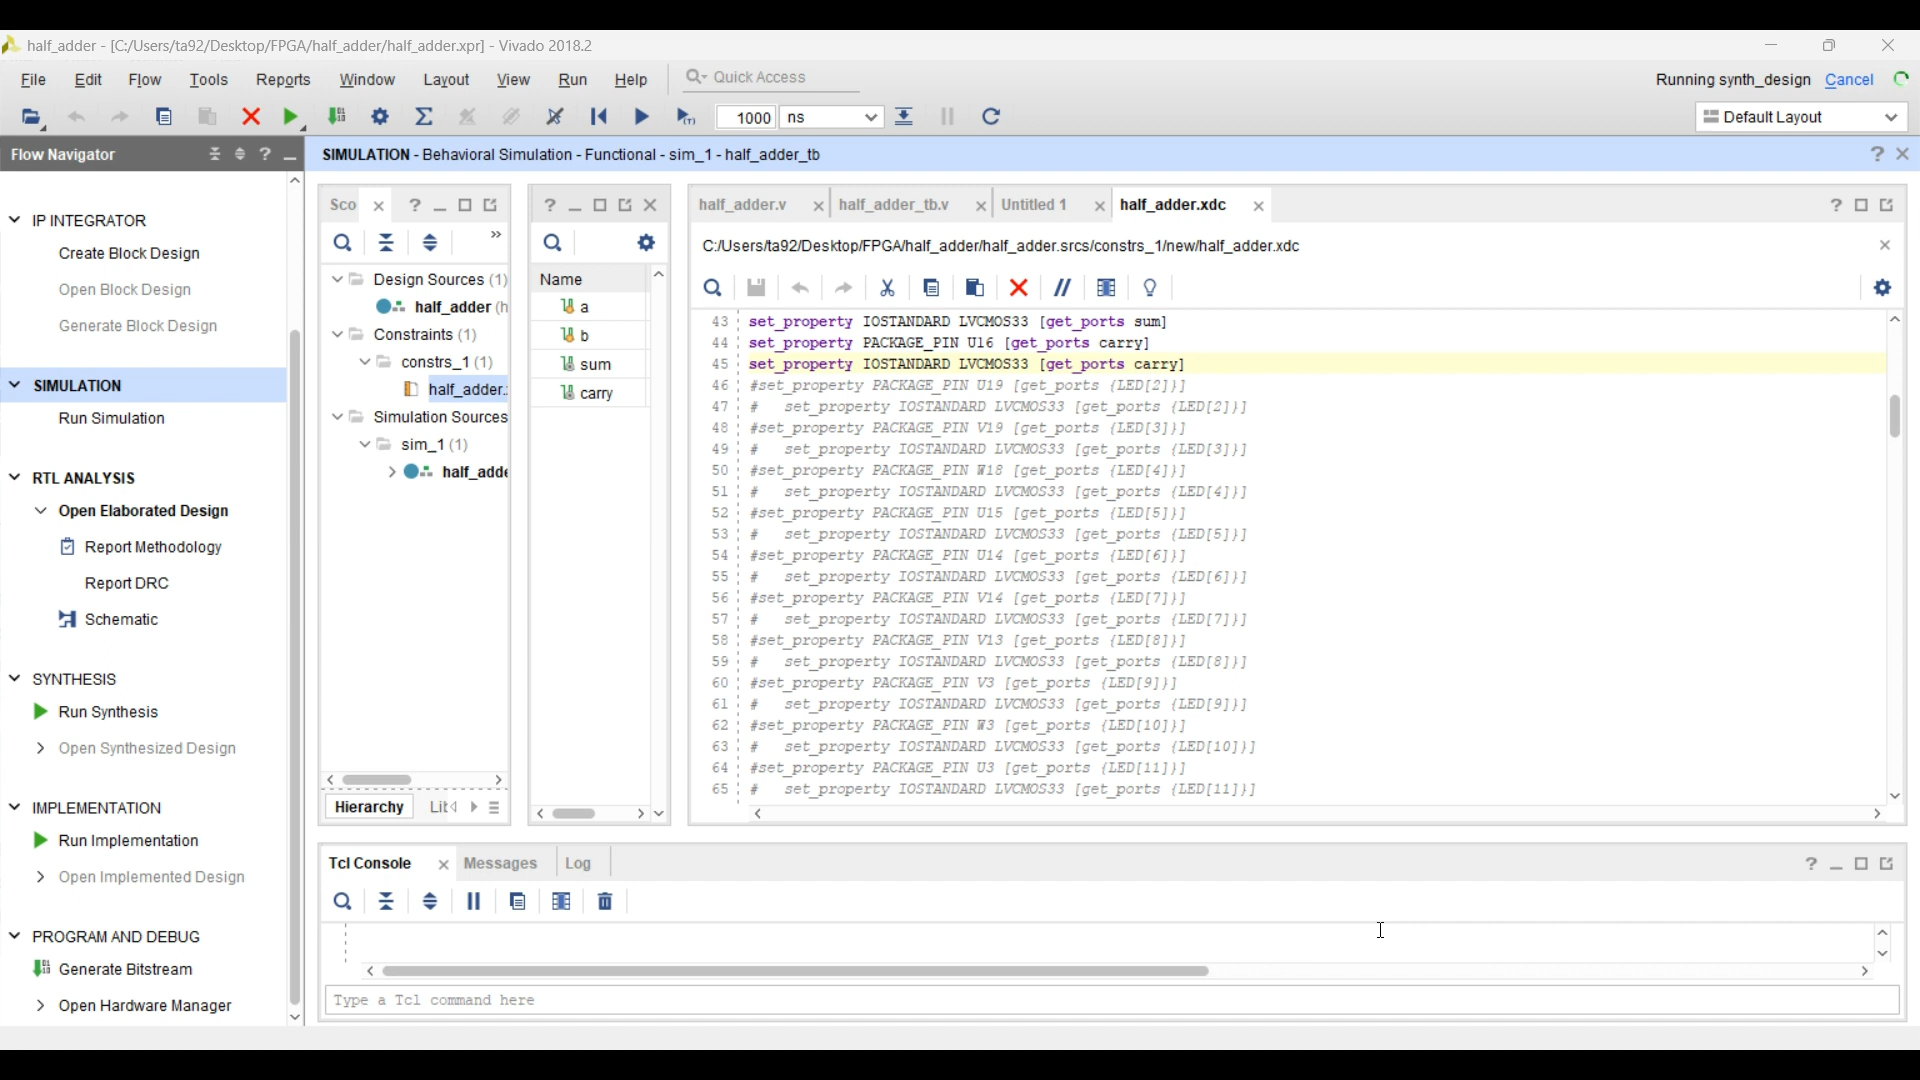 half_adder - [C:/Users/ta92/Desktop/FPGA/half_adder/half_adder.xpr] - Vivado 2018.2
File Edit Flow Tools Reports Window Layout View Run Help Quick Access
Running synth_design Cancel
1000 ns
Default Layout
Flow Navigator
IP INTEGRATOR
Create Block Design
Open Block Design
Generate Block Design
SIMULATION
Run Simulation
RTL ANALYSIS
Open Elaborated Design
Report Methodology
Report DRC
Schematic
SYNTHESIS
Run Synthesis
Open Synthesized Design
IMPLEMENTATION
Run Implementation
Open Implemented Design
PROGRAM AND DEBUG
Generate Bitstream
Open Hardware Manager
SIMULATION - Behavioral Simulation - Functional - sim_1 - half_adder_tb
Sco
Design Sources (1)
half_adder (h
Constraints (1)
constrs_1 (1)
half_adder.
Simulation Sources
sim_1 (1)
half_adde
Hierarchy Lit
Name
a
b
sum
carry
half_adder.v half_adder_tb.v Untitled 1 half_adder.xdc
C:/Users/ta92/Desktop/FPGA/half_adder/half_adder.srcs/constrs_1/new/half_adder.xdc
43 set_property IOSTANDARD LVCMOS33 [get_ports sum]
44 set_property PACKAGE_PIN U16 [get_ports carry]
45 set_property IOSTANDARD LVCMOS33 [get_ports carry]
46 #set_property PACKAGE_PIN U19 [get_ports {LED[2]}]
47 # set_property IOSTANDARD LVCMOS33 [get_ports {LED[2]}]
48 #set_property PACKAGE_PIN V19 [get_ports {LED[3]}]
49 # set_property IOSTANDARD LVCMOS33 [get_ports {LED[3]}]
50 #set_property PACKAGE_PIN W18 [get_ports {LED[4]}]
51 # set_property IOSTANDARD LVCMOS33 [get_ports {LED[4]}]
52 #set_property PACKAGE_PIN U15 [get_ports {LED[5]}]
53 # set_property IOSTANDARD LVCMOS33 [get_ports {LED[5]}]
54 #set_property PACKAGE_PIN U14 [get_ports {LED[6]}]
55 # set_property IOSTANDARD LVCMOS33 [get_ports {LED[6]}]
56 #set_property PACKAGE_PIN V14 [get_ports {LED[7]}]
57 # set_property IOSTANDARD LVCMOS33 [get_ports {LED[7]}]
58 #set_property PACKAGE_PIN V13 [get_ports {LED[8]}]
59 # set_property IOSTANDARD LVCMOS33 [get_ports {LED[8]}]
60 #set_property PACKAGE_PIN V3 [get_ports {LED[9]}]
61 # set_property IOSTANDARD LVCMOS33 [get_ports {LED[9]}]
62 #set_property PACKAGE_PIN W3 [get_ports {LED[10]}]
63 # set_property IOSTANDARD LVCMOS33 [get_ports {LED[10]}]
64 #set_property PACKAGE_PIN U3 [get_ports {LED[11]}]
65 # set_property IOSTANDARD LVCMOS33 [get_ports {LED[11]}]
Tcl Console Messages Log
Type a Tcl command here